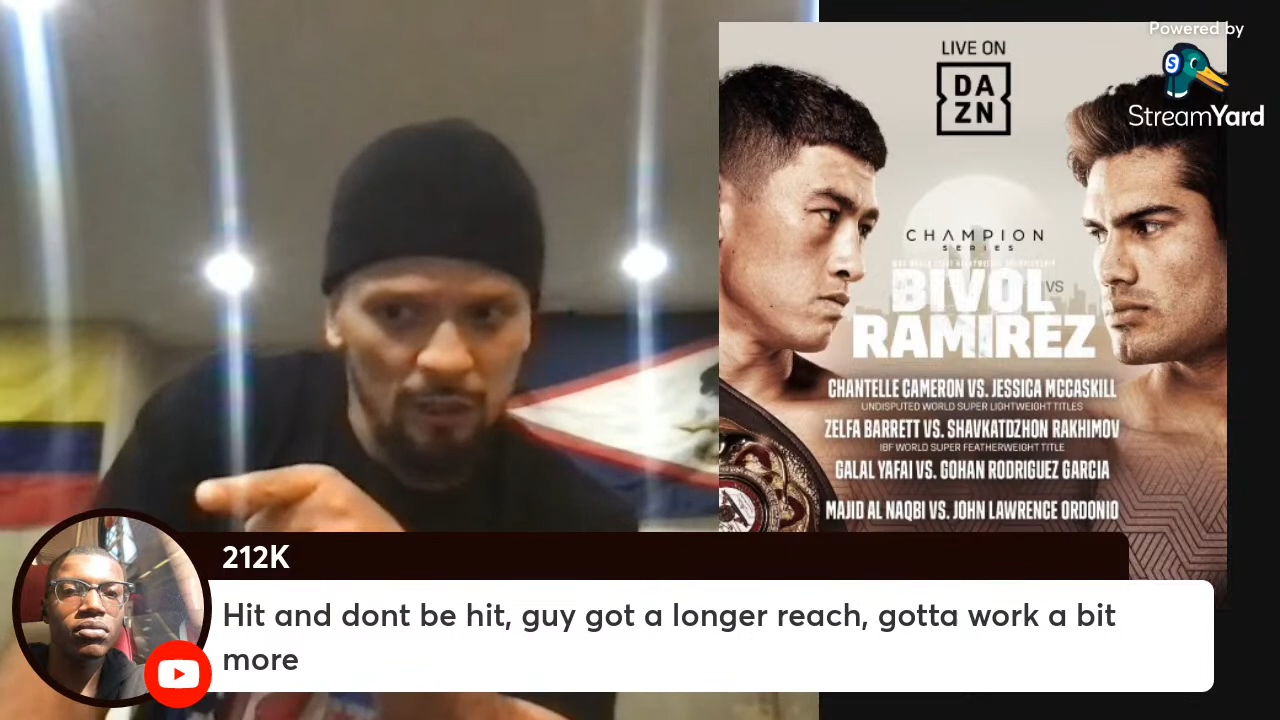 Powered by
StreamYard
LIVE ON
DA
ZN
CHAMPION
SERIES
BIVOL VS
RAMIREZ
CHANTELLE CAMERON VS. JESSICA MCCASKILL
UNDISPUTED WORLD SUPER LIGHTWEIGHT TITLES
ZELFA BARRETT VS. SHAVKATDZHON RAKHIMOV
IBF WORLD SUPER FEATHERWEIGHT TITLE
GALAL YAFAI VS. GOHAN RODRIGUEZ GARCIA
MAJID AL NAQBI VS. JOHN LAWRENCE ORDONIO
212K
Hit and dont be hit, guy got a longer reach, gotta work a bit
more